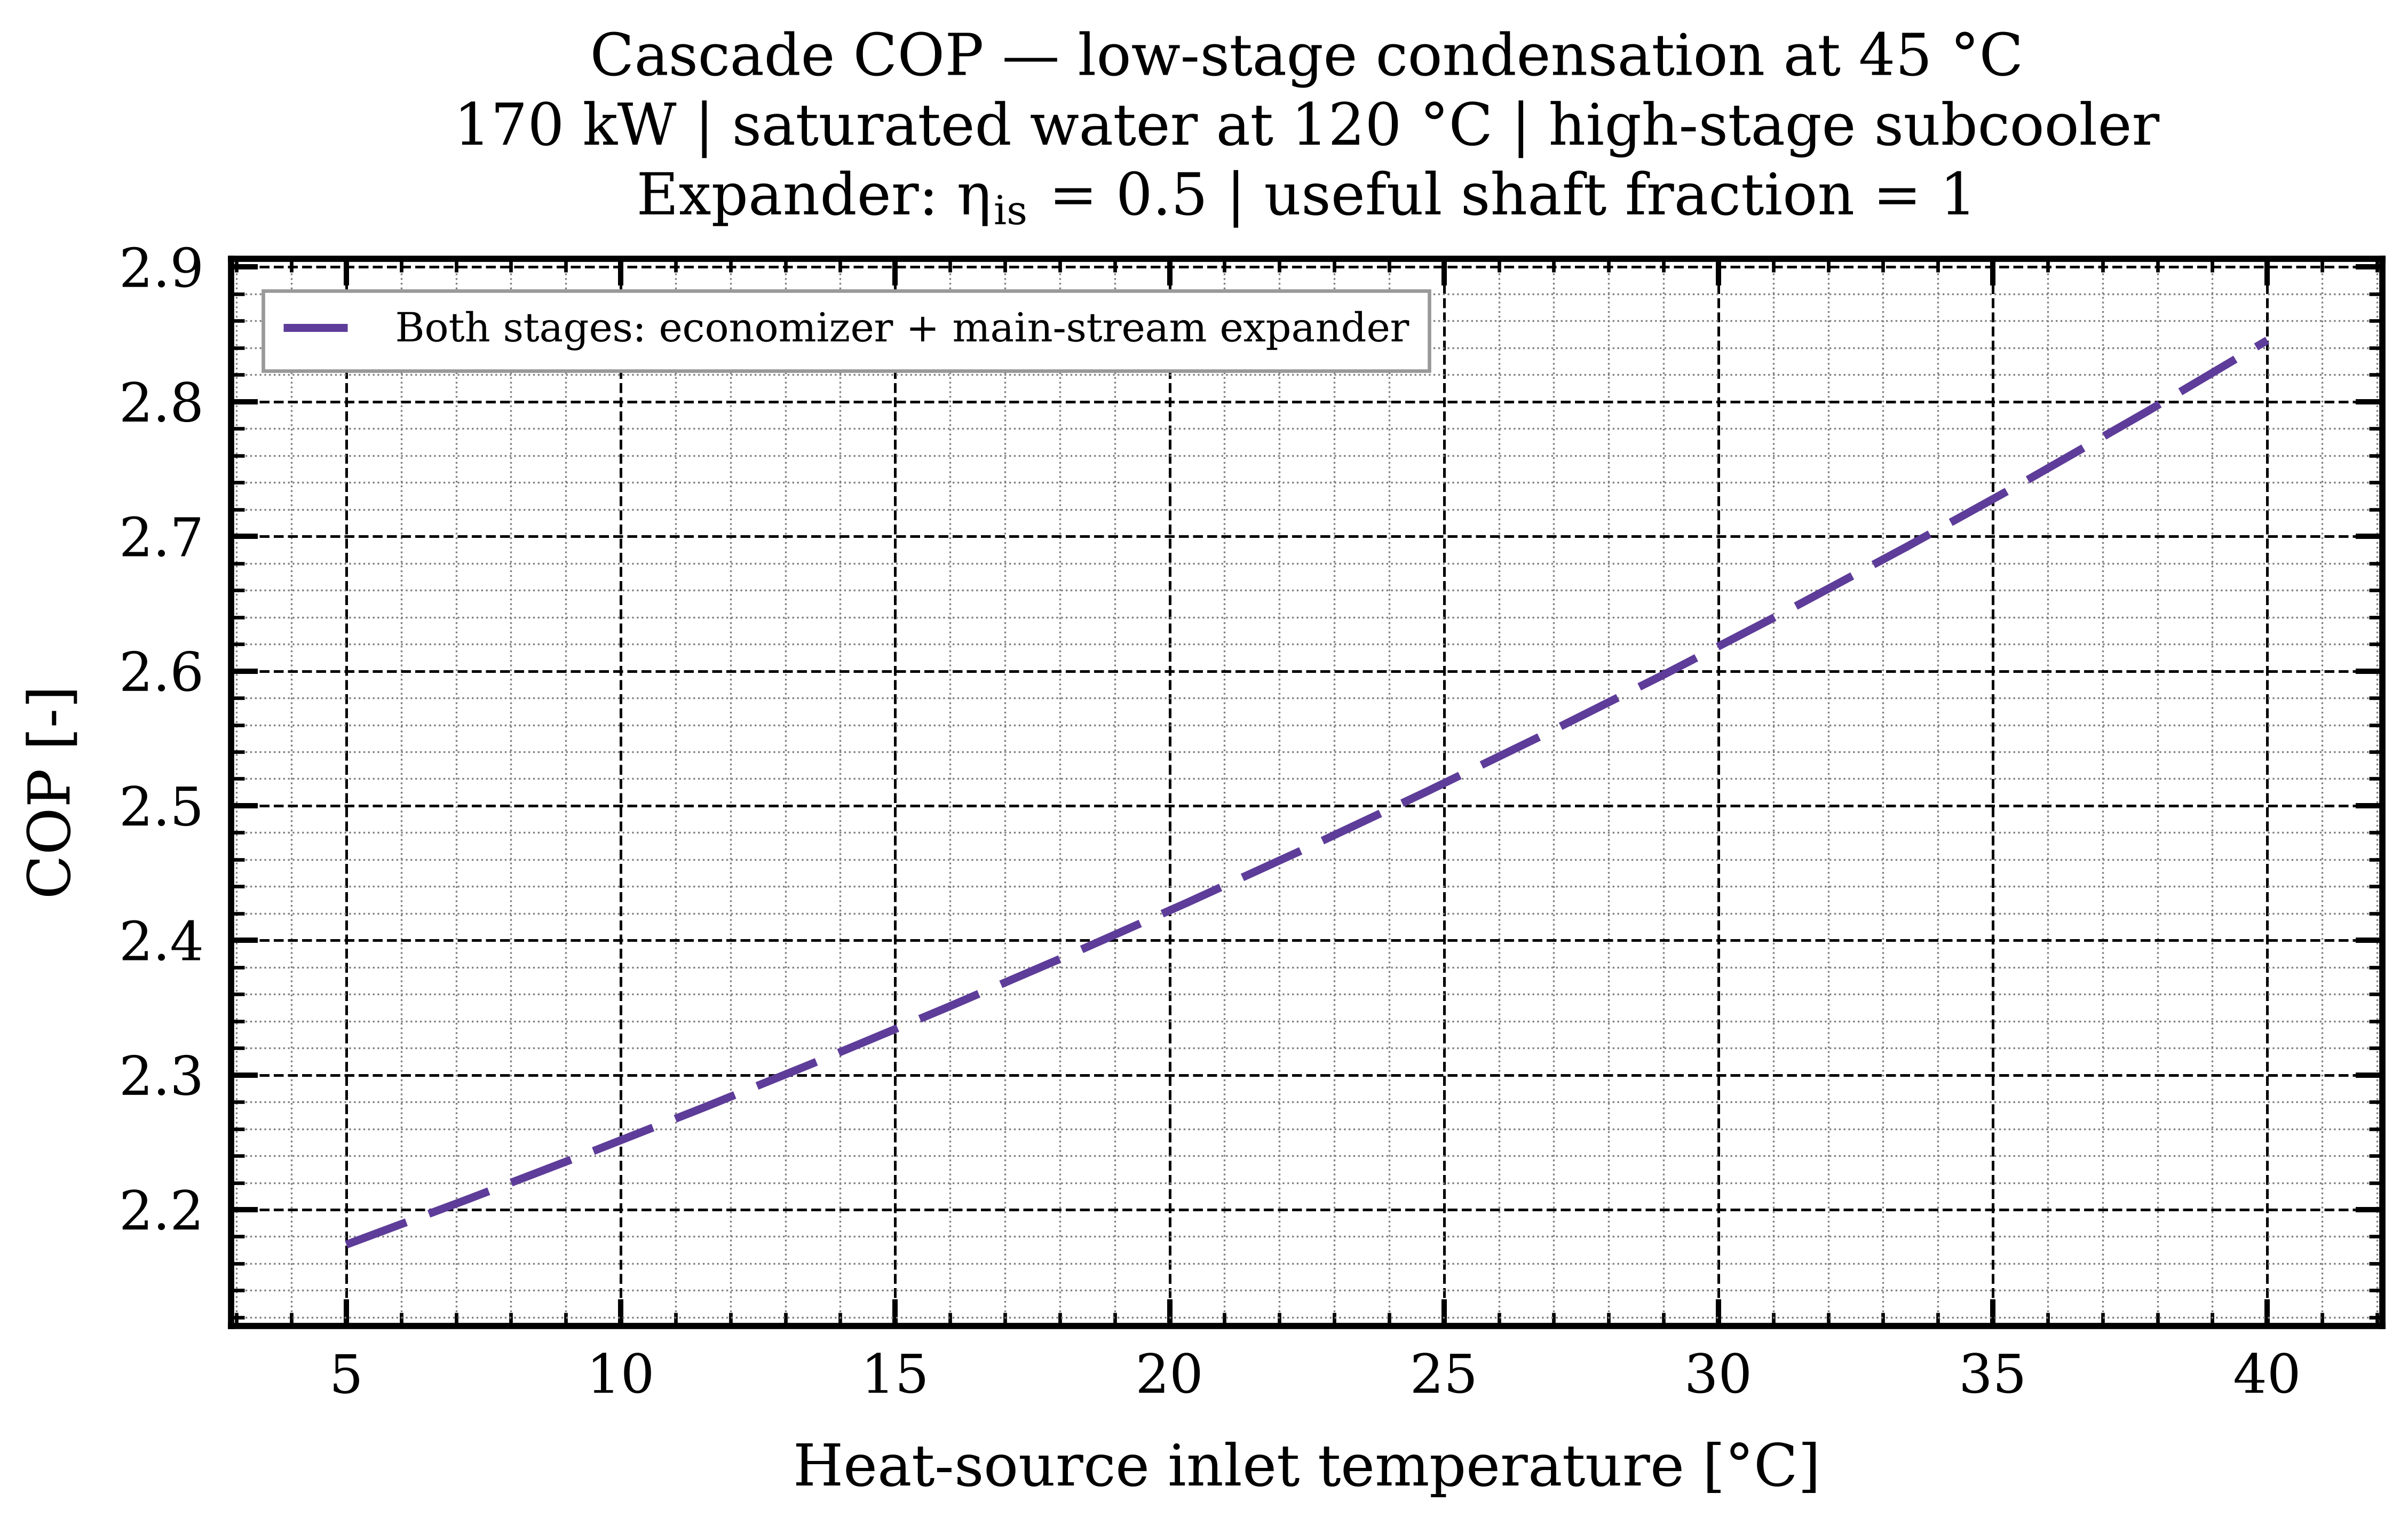 Cascade COP — low-stage condensation at 45 °C
170 kW | saturated water at 120 °C | high-stage subcooler
Expander: ηis = 0.5 | useful shaft fraction = 1
Both stages: economizer + main-stream expander
2.9
2.8
2.7
2.6
2.5
2.4
2.3
2.2
COP [-]
5 10 15 20 25 30 35 40
Heat-source inlet temperature [°C]